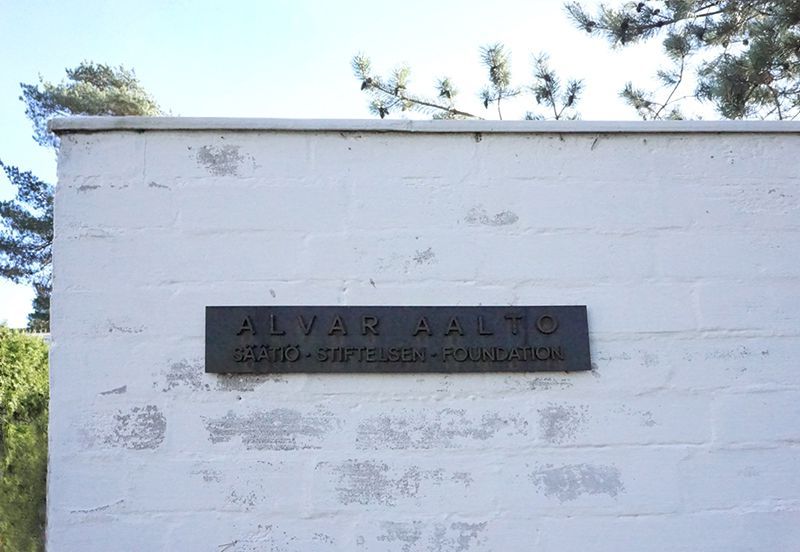 ALVAR AALTO
SÄÄTIÖ · STIFTELSEN · FOUNDATION